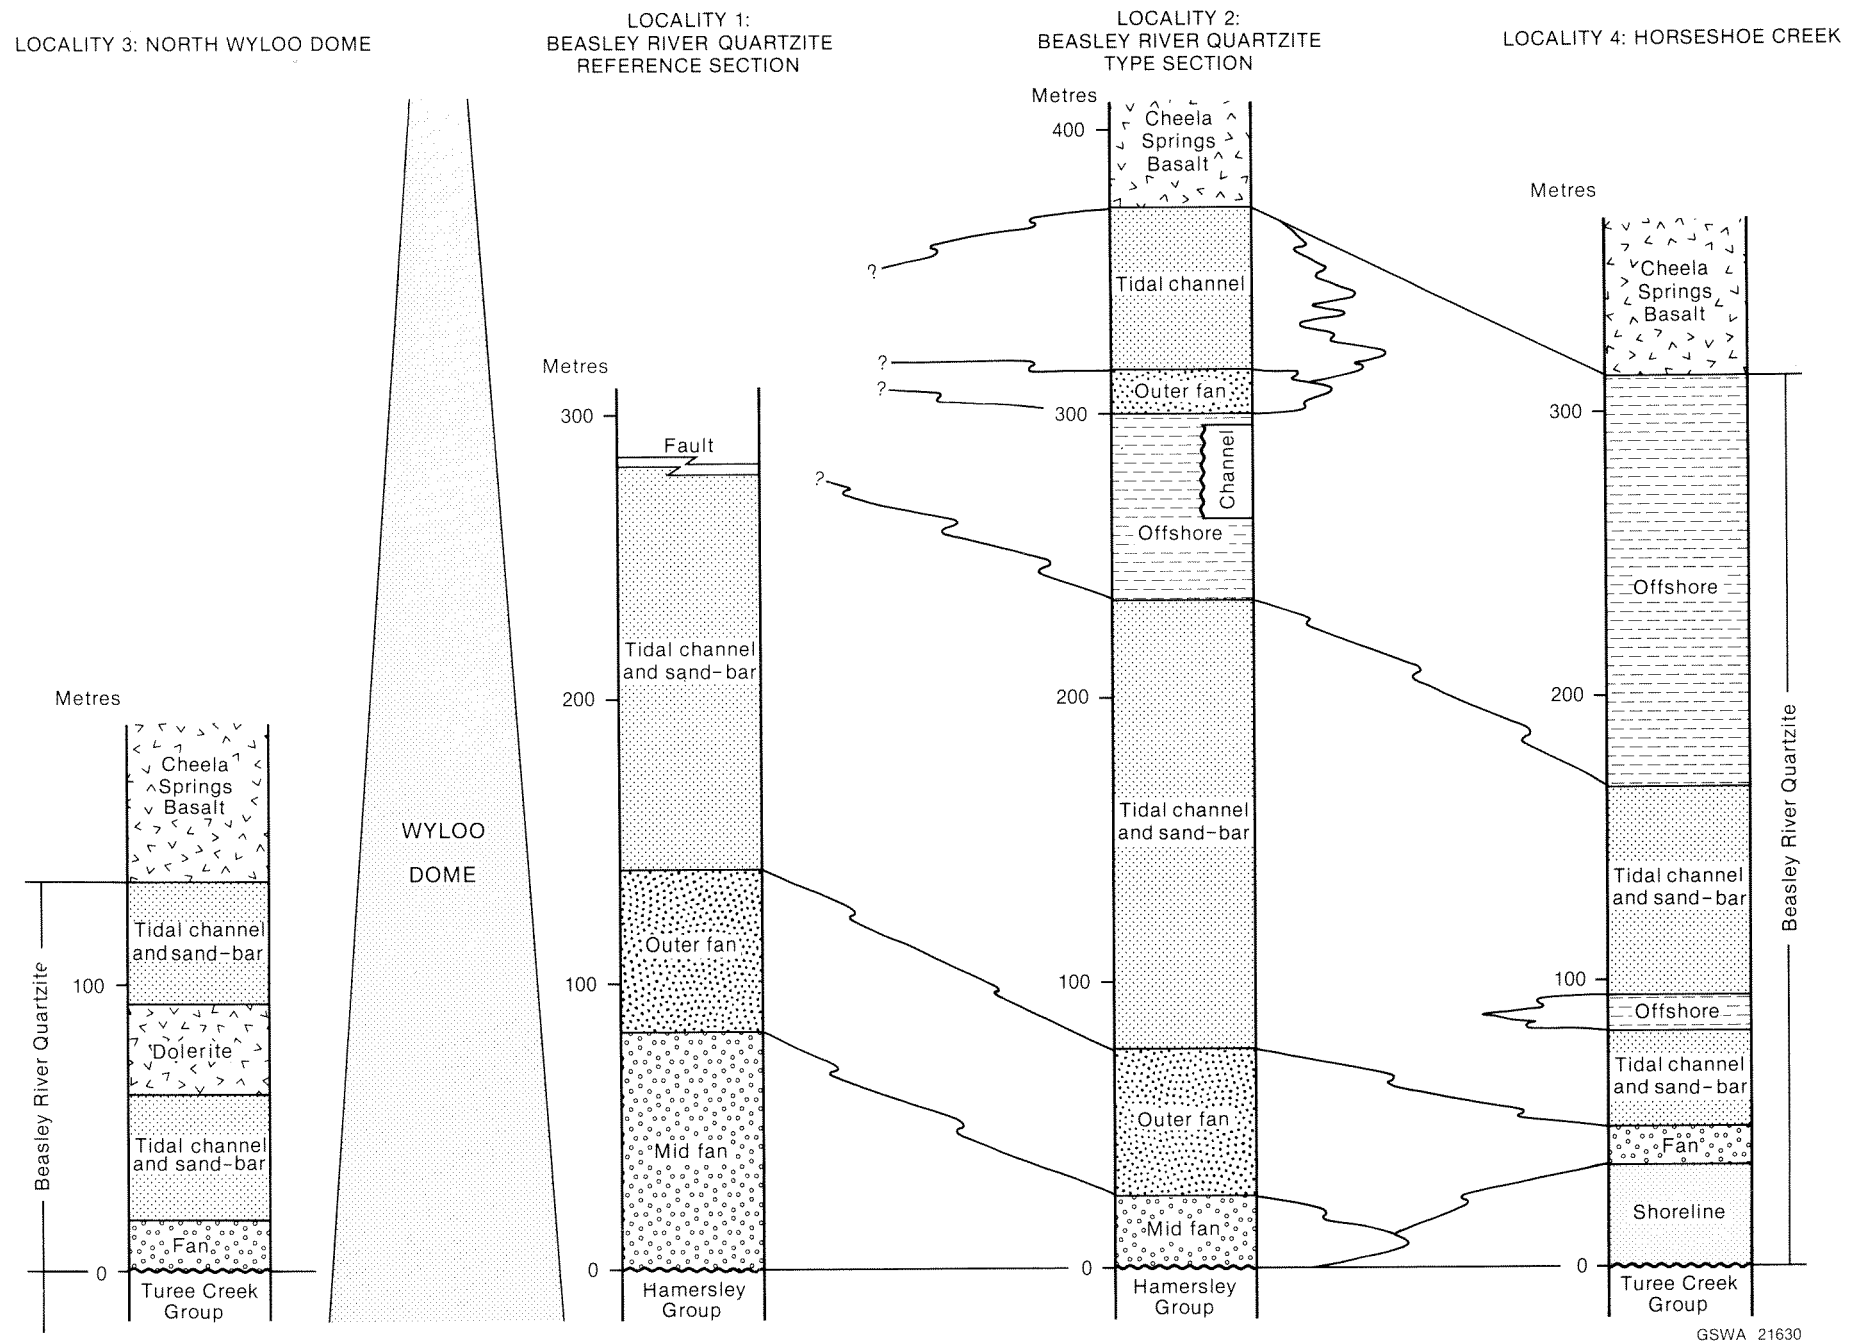 LOCALITY 3: NORTH WYLOO DOME
Metres
Cheela
Springs
Basalt
Tidal channel
and sand-bar
100
Dolerite
Tidal channel
and sand-bar
Fan
0
Turee Creek
Group
Beasley River Quartzite
WYLOO
DOME
LOCALITY 1:
BEASLEY RIVER QUARTZITE
REFERENCE SECTION
Metres
300
Fault
Tidal channel
and sand-bar
200
Outer fan
100
Mid fan
0
Hamersley
Group
LOCALITY 2:
BEASLEY RIVER QUARTZITE
TYPE SECTION
Metres
400
Cheela
Springs
Basalt
?
Tidal channel
?
?
Outer fan
300
Channel
?
Offshore
200
Tidal channel
and sand-bar
100
Outer fan
Mid fan
0
Hamersley
Group
LOCALITY 4: HORSESHOE CREEK
Metres
Cheela
Springs
Basalt
300
Offshore
200
Tidal channel
and sand-bar
100
Offshore
Tidal channel
and sand-bar
Fan
Shoreline
0
Turee Creek
Group
Beasley River Quartzite
GSWA 21630